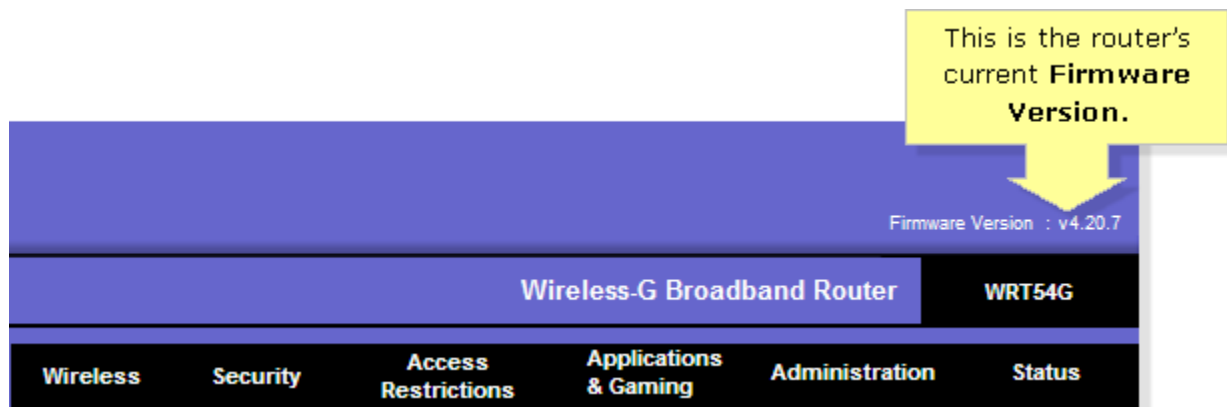 This is the router's
current Firmware
Version.
Firmware Version : v4.20.7
Wireless-G Broadband Router WRT54G
Wireless Security Access Restrictions Applications & Gaming Administration Status